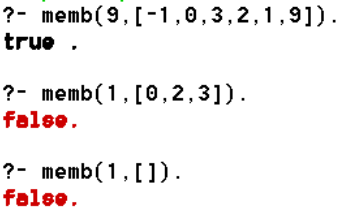 ?- memb(9,[-1,0,3,2,1,9]).
true .
?- memb(1,[0,2,3]).
false.
?- memb(1,[]).
false.